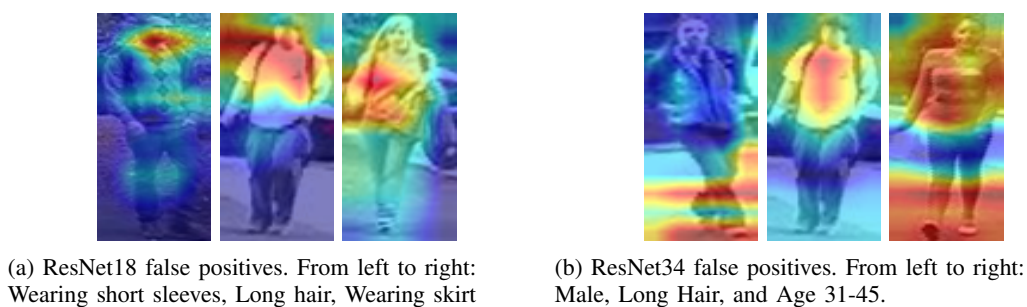 (a) ResNet18 false positives. From left to right:
Wearing short sleeves, Long hair, Wearing skirt
(b) ResNet34 false positives. From left to right:
Male, Long Hair, and Age 31-45.